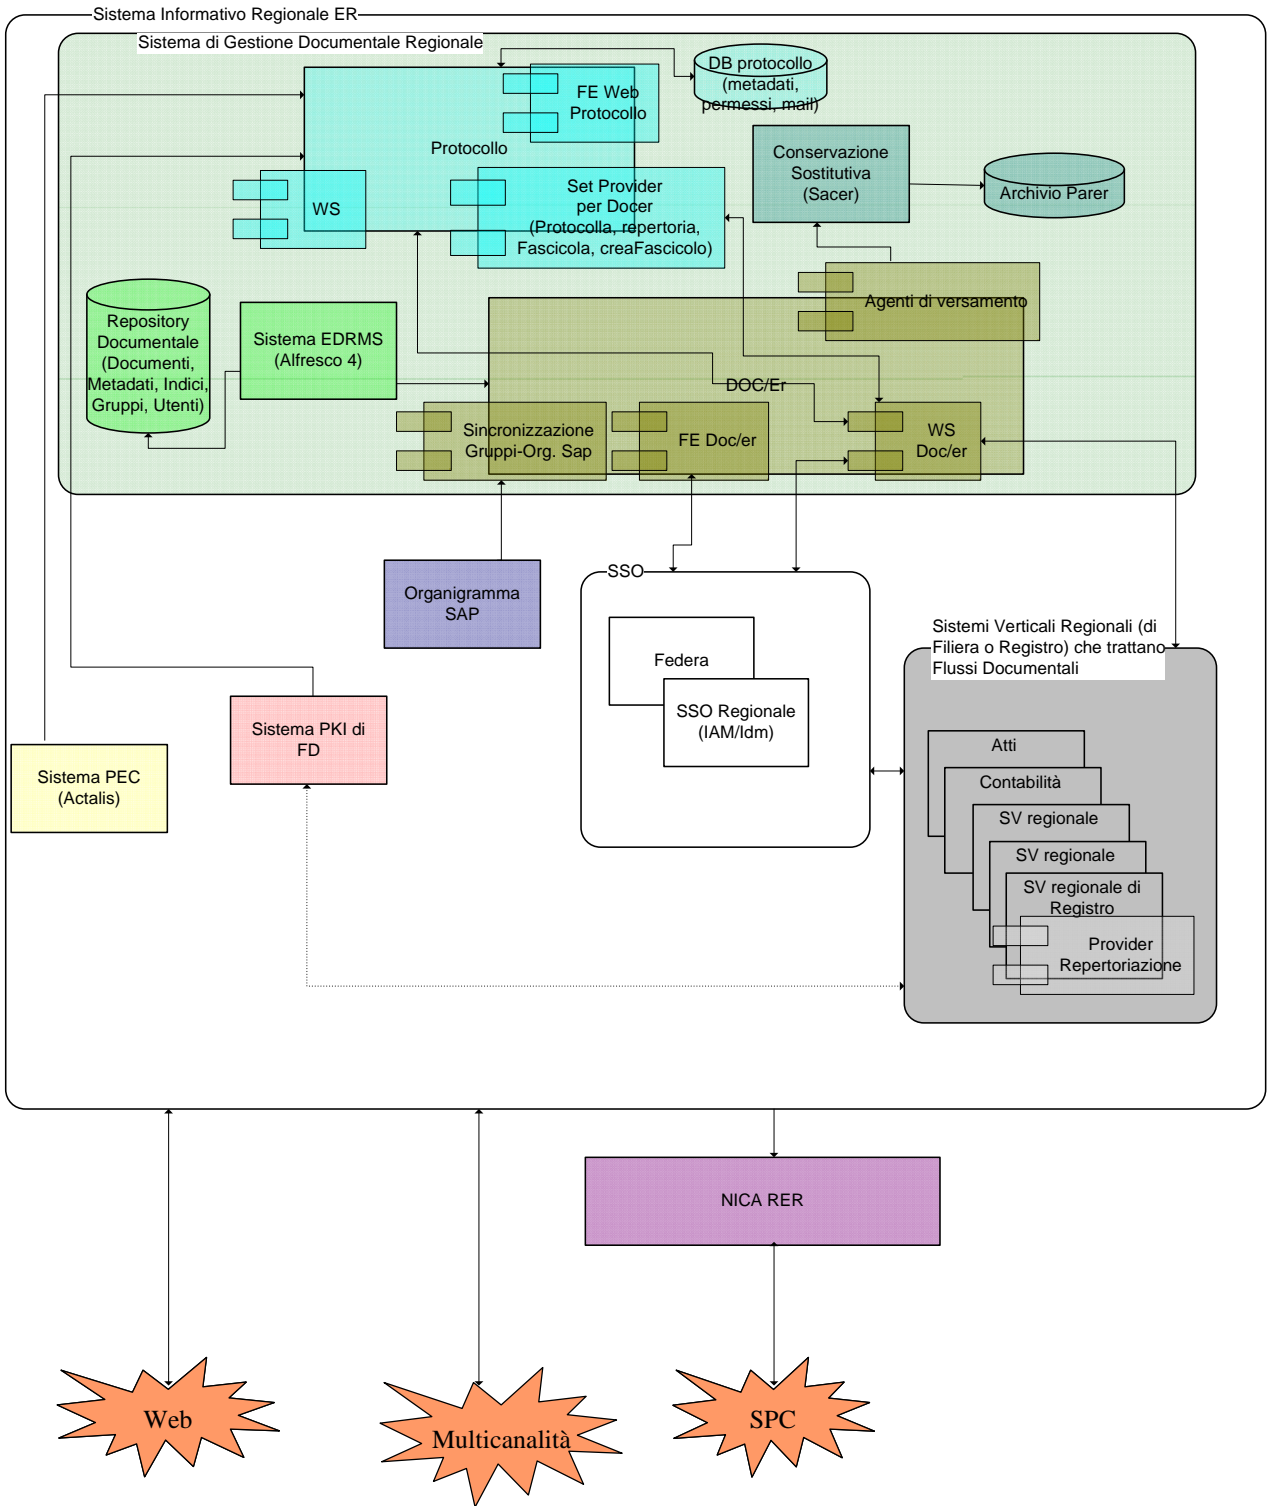 Sistema Informativo Regionale ER
Sistema di Gestione Documentale Regionale
DB protocollo
(metadati,
permessi, mail)
FE Web
Protocollo
Protocollo
WS
Set Provider
per Docer
(Protocolla, repertoria,
Fascicola, creaFascicolo)
Conservazione
Sostitutiva
(Sacer)
Archivio Parer
Agenti di versamento
Repository
Documentale
(Documenti,
Metadati, Indici,
Gruppi, Utenti)
Sistema EDRMS
(Alfresco 4)
DOC/Er
Sincronizzazione
Gruppi-Org. Sap
FE Doc/er
WS
Doc/er
Organigramma
SAP
SSO
Federa
SSO Regionale
(IAM/Idm)
Sistemi Verticali Regionali (di
Filiera o Registro) che trattano
Flussi Documentali
Atti
Contabilità
SV regionale
SV regionale
SV regionale di
Registro
Provider
Repertoriazione
Sistema PKI di
FD
Sistema PEC
(Actalis)
NICA RER
Web
Multicanalità
SPC